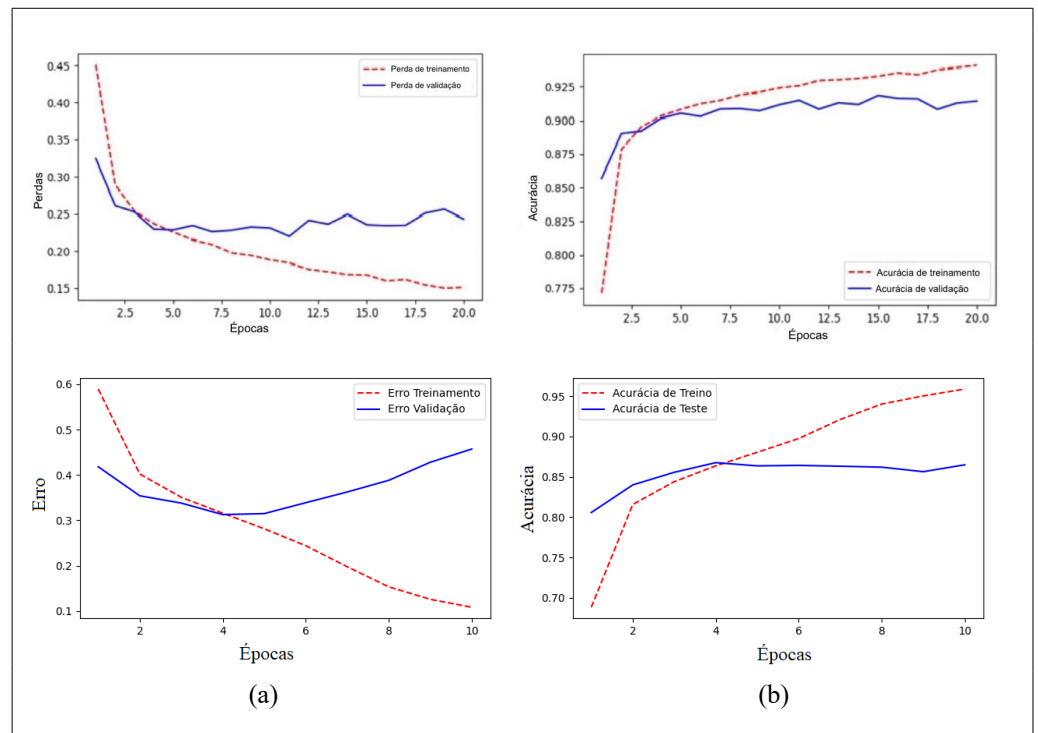 0.45
0.40
0.35
0.30
0.25
0.20
0.15
Perdas
Perda de treinamento
Perda de validação
2.5 5.0 7.5 10.0 12.5 15.0 17.5 20.0
Épocas
0.925
0.900
0.875
0.850
0.825
0.800
0.775
Acurácia
Acurácia de treinamento
Acurácia de validação
2.5 5.0 7.5 10.0 12.5 15.0 17.5 20.0
Épocas
0.6
0.5
0.4
0.3
0.2
0.1
Erro
Erro Treinamento
Erro Validação
2 4 6 8 10
Épocas
(a)
0.95
0.90
0.85
0.80
0.75
0.70
Acurácia
Acurácia de Treino
Acurácia de Teste
2 4 6 8 10
Épocas
(b)